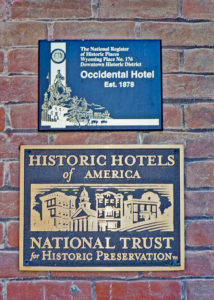 The National Register
of Historic Places
Wyoming Place No. 176
Downtown Historic District
Occidental Hotel
Est. 1878
HISTORIC HOTELS
of AMERICA
NATIONAL TRUST
for HISTORIC PRESERVATION